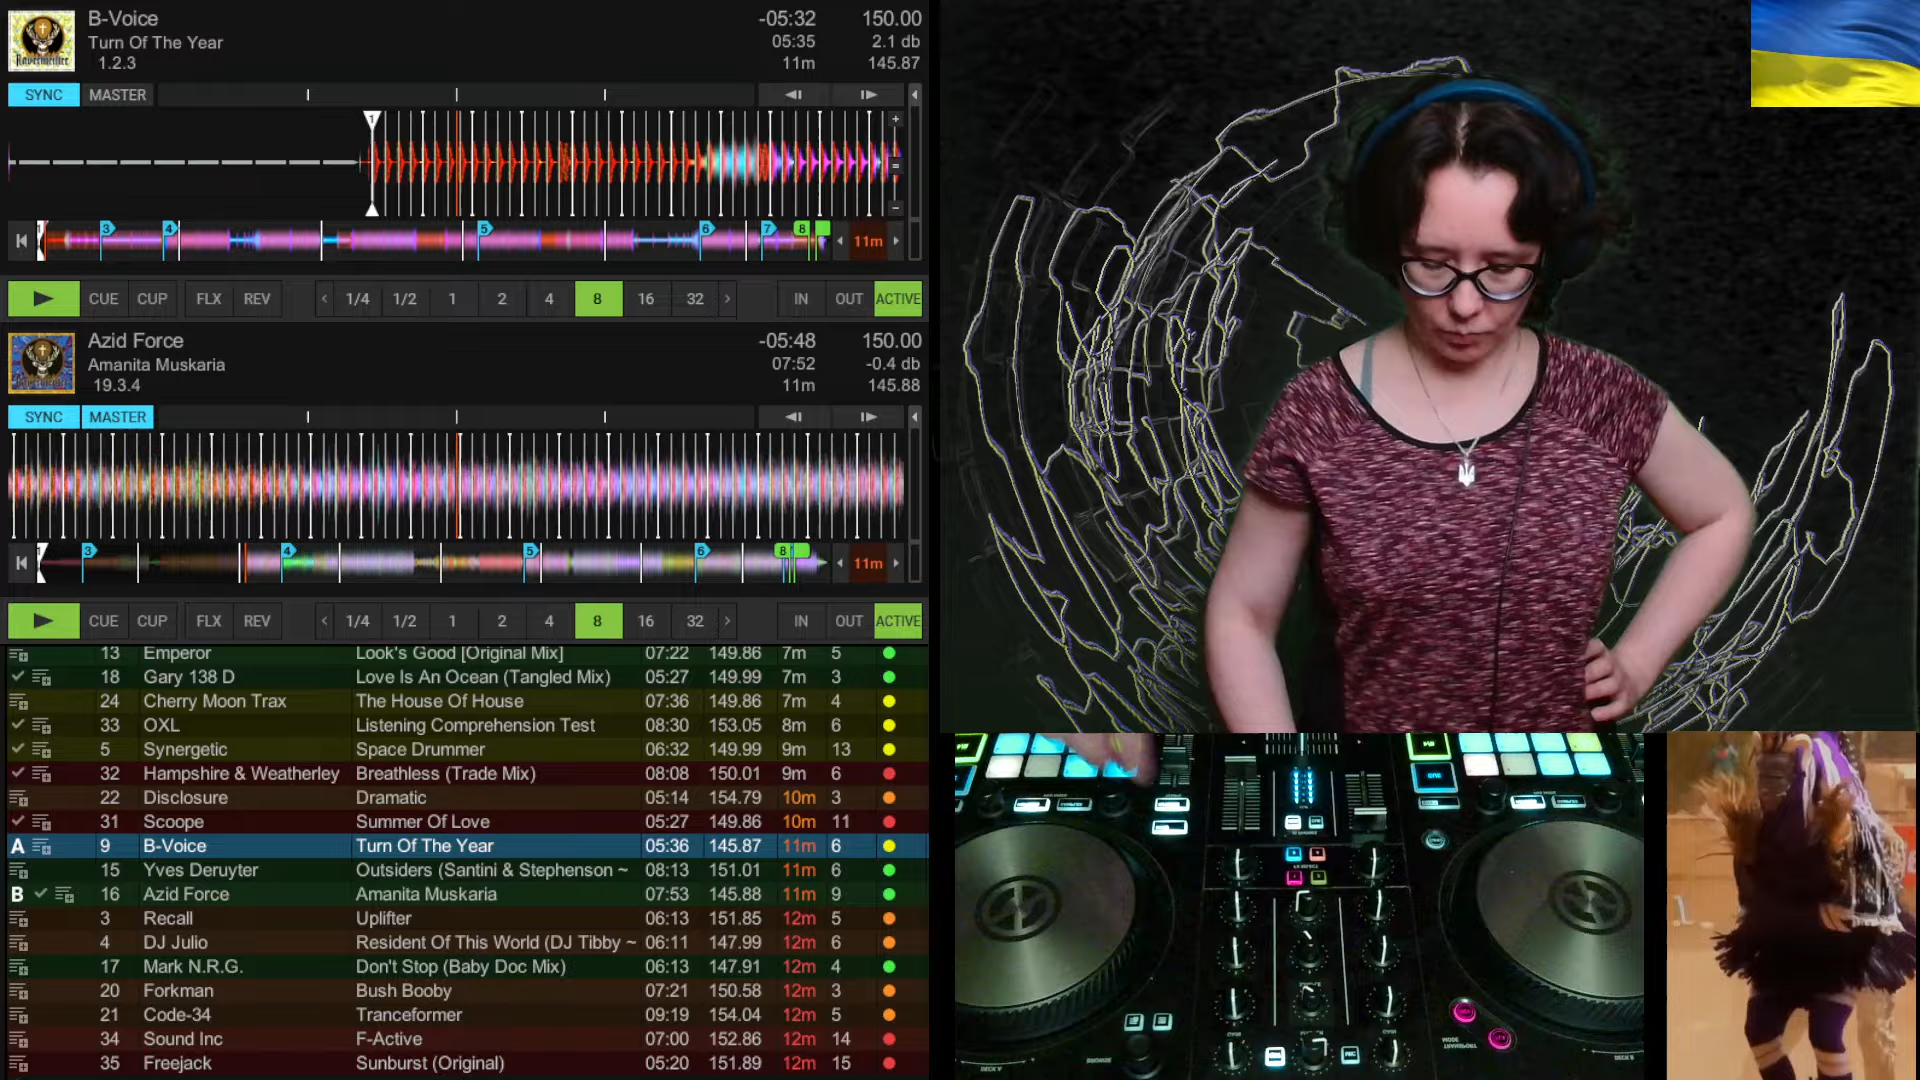 B-Voice -05:32 150.00
Turn Of The Year 05:35 2.1 db
1.2.3 11m 145.87
SYNC MASTER
1
1 3 4 5 6 7 8 11m
CUE CUP FLX REV 1/4 1/2 1 2 4 8 16 32 IN OUT ACTIVE
Azid Force -05:48 150.00
Amanita Muskaria 07:52 -0.4 db
19.3.4 11m 145.88
SYNC MASTER
1 3 4 5 6 8 11m
CUE CUP FLX REV 1/4 1/2 1 2 4 8 16 32 IN OUT ACTIVE
13 Emperor Look's Good [Original Mix] 07:22 149.86 7m 5
18 Gary 138 D Love Is An Ocean (Tangled Mix) 05:27 149.99 7m 3
24 Cherry Moon Trax The House Of House 07:36 149.86 7m 4
33 OXL Listening Comprehension Test 08:30 153.05 8m 6
5 Synergetic Space Drummer 06:32 149.99 9m 13
32 Hampshire & Weatherley Breathless (Trade Mix) 08:08 150.01 9m 6
22 Disclosure Dramatic 05:14 154.79 10m 3
31 Scoope Summer Of Love 05:27 149.86 10m 11
A 9 B-Voice Turn Of The Year 05:36 145.87 11m 6
15 Yves Deruyter Outsiders (Santini & Stephenson ~ 08:13 151.01 11m 6
B 16 Azid Force Amanita Muskaria 07:53 145.88 11m 9
3 Recall Uplifter 06:13 151.85 12m 5
4 DJ Julio Resident Of This World (DJ Tibby ~ 06:11 147.99 12m 6
17 Mark N.R.G. Don't Stop (Baby Doc Mix) 06:13 147.91 12m 4
20 Forkman Bush Booby 07:21 150.58 12m 3
21 Code-34 Tranceformer 09:19 154.04 12m 5
34 Sound Inc F-Active 07:00 152.86 12m 14
35 Freejack Sunburst (Original) 05:20 151.89 12m 15